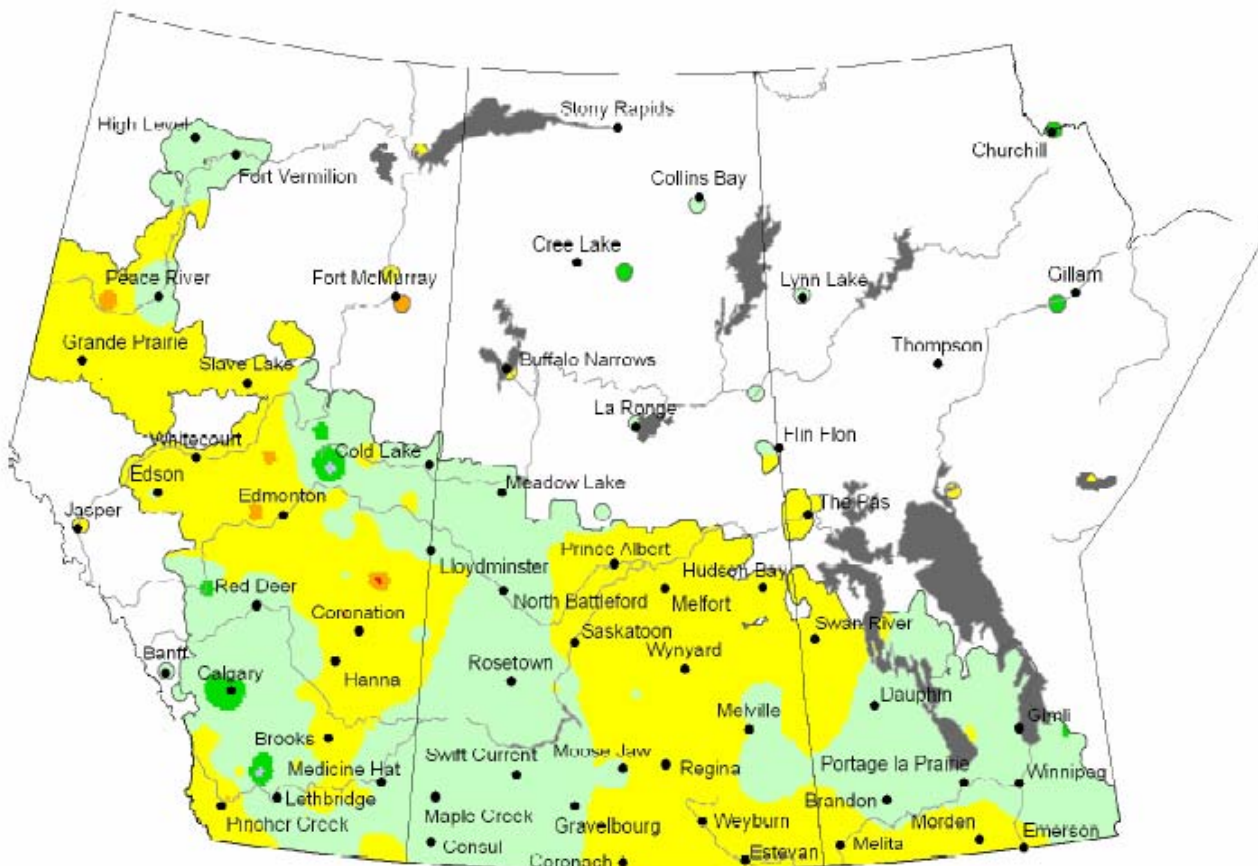 Stony Rapids
High Level
Churchill
Fort Vermilion
Collins Bay
Cree Lake
Peace River
Fort McMurray
Lynn Lake
Gillam
Grande Prairie
Slave Lake
Buffalo Narrows
Thompson
La Ronge
Flin Flon
Whitecourt
Cold Lake
Edson
Meadow Lake
Edmonton
The Pas
Jasper
Prince Albert
Lloydminster
Hudson Bay
Red Deer
North Battleford
Melfort
Coronation
Saskatoon
Swan River
Banff
Wynyard
Calgary
Hanna
Rosetown
Dauphin
Melville
Gimli
Brooks
Swift Current
Moose Jaw
Medicine Hat
Regina
Portage la Prairie
Winnipeg
Lethbridge
Brandon
Pincher Creek
Maple Creek
Gravelbourg
Weyburn
Morden
Emerson
Consul
Melita
Coronach
Estevan